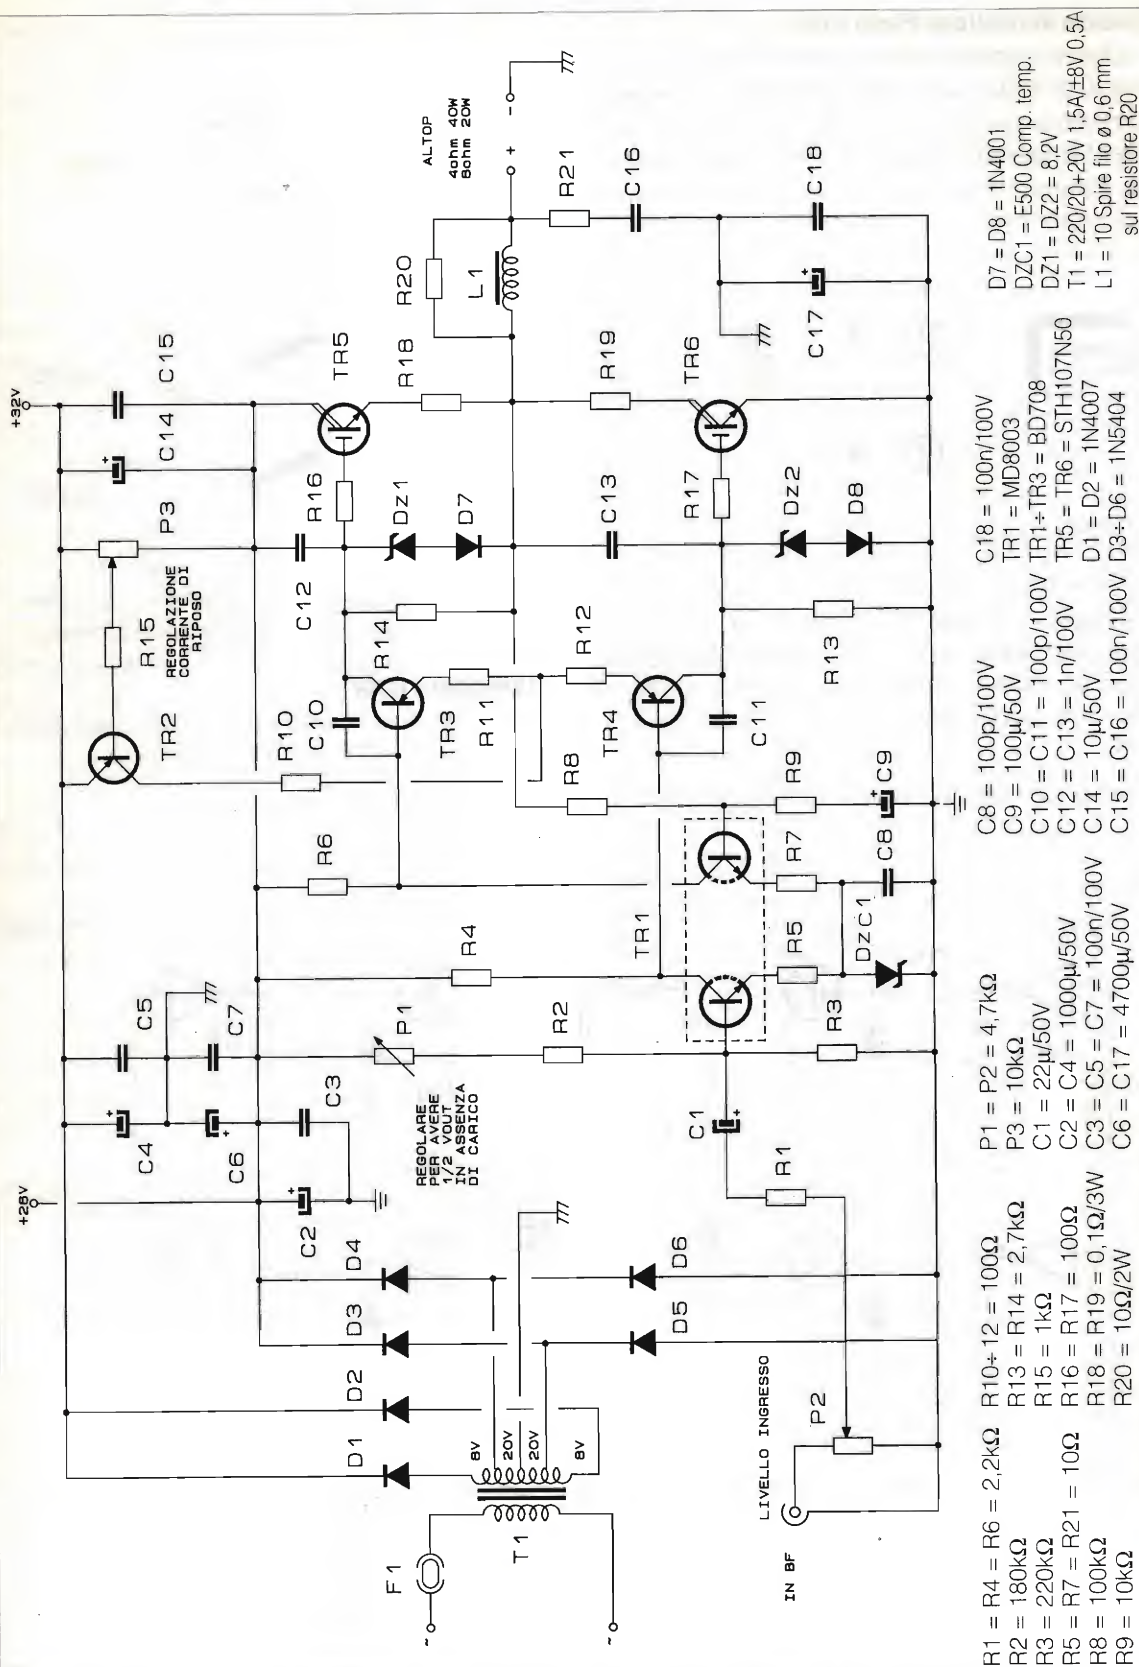 +28V
+32V
F1
T1
8V
20V
20V
8V
D1
D2
D3
D4
D5
D6
C2
C3
C4
C5
C6
C7
P1
REGOLARE
PER AVERE
1/2 VOUT
IN ASSENZA
DI CARICO
R2
R3
R4
R5
R6
R7
R8
R9
C1
R1
P2
LIVELLO INGRESSO
IN BF
TR1
DzC1
C8
C9
TR2
R15
P3
REGOLAZIONE
CORRENTE DI
RIPOSO
R10
C10
TR3
R11
R12
TR4
C11
R13
R14
C12
C13
R16
R17
Dz1
D7
Dz2
D8
C14
C15
TR5
R18
R19
TR6
R20
L1
R21
C16
C17
C18
ALTOP
4ohm 40W
8ohm 20W
+ -
R1 = R4 = R6 = 2,2kΩ
R2 = 180kΩ
R3 = 220kΩ
R5 = R7 = R21 = 10Ω
R8 = 100kΩ
R9 = 10kΩ
R10÷12 = 100Ω
R13 = R14 = 2,7kΩ
R15 = 1kΩ
R16 = R17 = 100Ω
R18 = R19 = 0,1Ω/3W
R20 = 10Ω/2W
P1 = P2 = 4,7kΩ
P3 = 10kΩ
C1 = 22µ/50V
C2 = C4 = 1000µ/50V
C3 = C5 = C7 = 100n/100V
C6 = C17 = 4700µ/50V
C8 = 100p/100V
C9 = 100µ/50V
C10 = C11 = 100p/100V
C12 = C13 = 1n/100V
C14 = 10µ/50V
C15 = C16 = 100n/100V
C18 = 100n/100V
TR1 = MD8003
TR1÷TR3 = BD708
TR5 = TR6 = STH107N50
D1 = D2 = 1N4007
D3÷D6 = 1N5404
D7 = D8 = 1N4001
DZC1 = E500 Comp. temp.
DZ1 = DZ2 = 8,2V
T1 = 220/20+20V 1,5A/±8V 0,5A
L1 = 10 Spire filo ø 0,6 mm
sul resistore R20